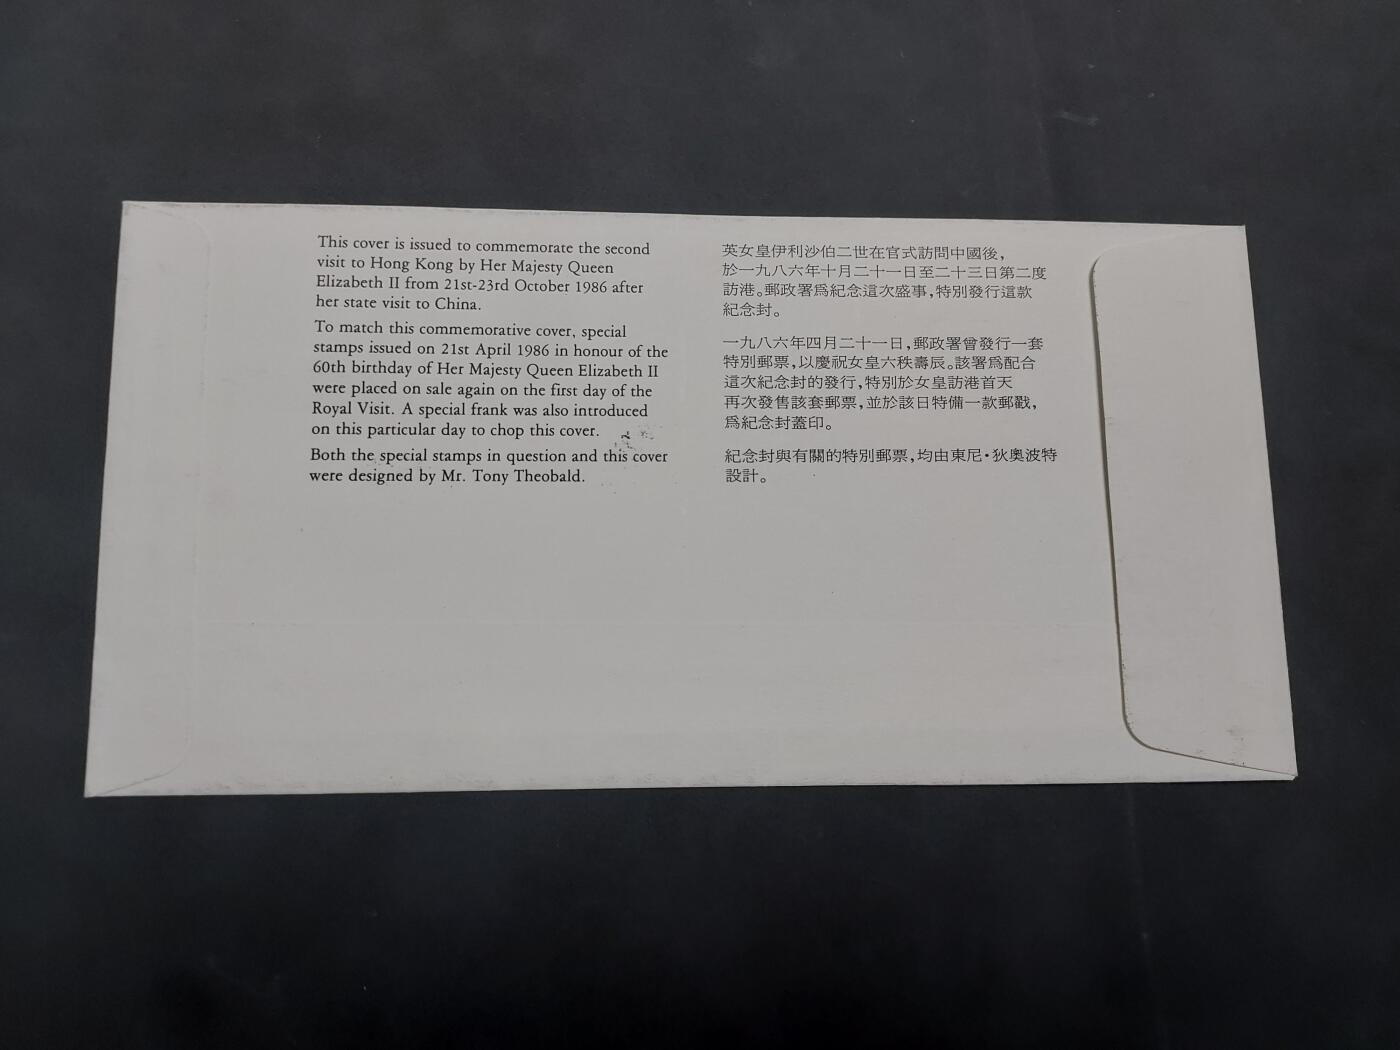 This cover is issued to commemorate the second
visit to Hong Kong by Her Majesty Queen
Elizabeth II from 21st-23rd October 1986 after
her state visit to China.
To match this commemorative cover, special
stamps issued on 21st April 1986 in honour of the
60th birthday of Her Majesty Queen Elizabeth II
were placed on sale again on the first day of the
Royal Visit. A special frank was also introduced
on this particular day to chop this cover.
Both the special stamps in question and this cover
were designed by Mr. Tony Theobald.
英女皇伊利沙伯二世在官式訪問中國後，
於一九八六年十月二十一日至二十三日第二度
訪港。郵政署爲紀念這次盛事，特別發行這款
紀念封。
一九八六年四月二十一日，郵政署曾發行一套
特別郵票，以慶祝女皇六秩壽辰。該署爲配合
這次紀念封的發行，特別於女皇訪港首天
再次發售該套郵票，並於該日特備一款郵戳，
爲紀念封蓋印。
紀念封與有關的特別郵票，均由東尼·狄奧波特
設計。